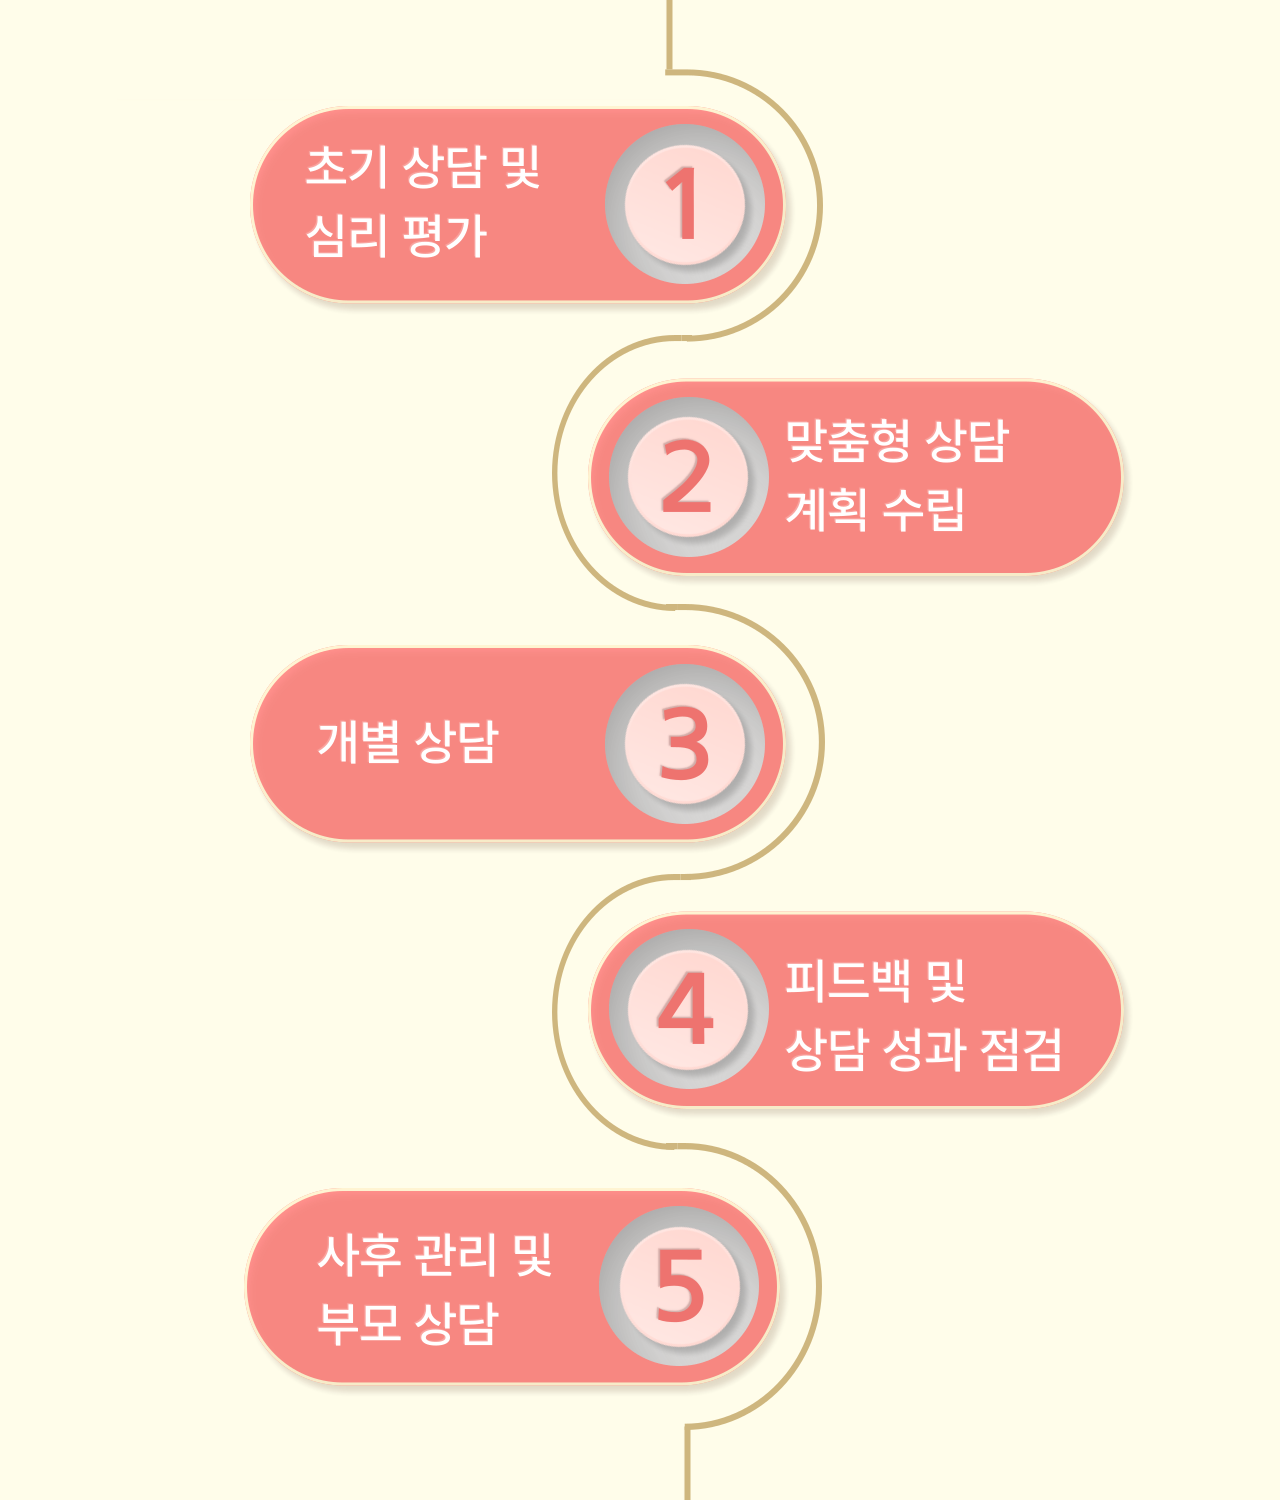 초기 상담 및
심리 평가
1
2
맞춤형 상담
계획 수립
개별 상담
3
4
피드백 및
상담 성과 점검
사후 관리 및
부모 상담
5